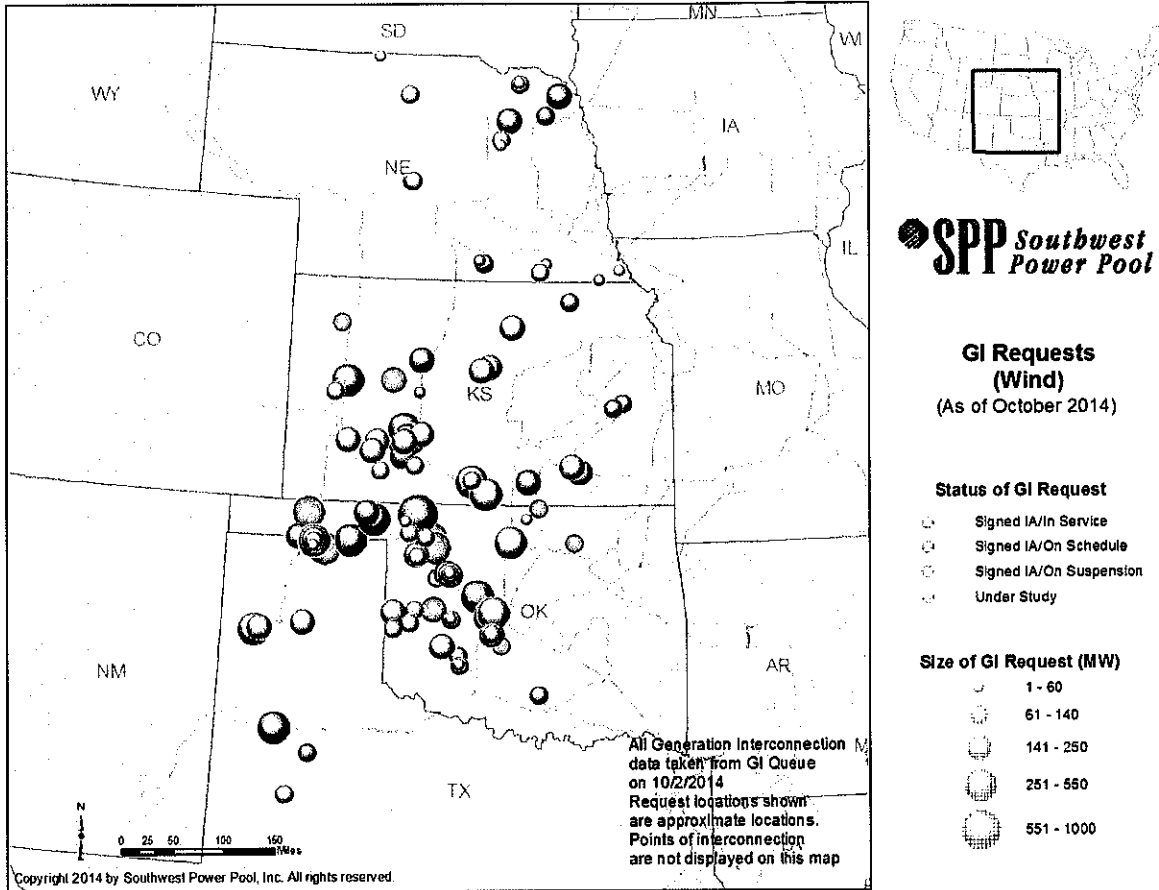 SD
MN
WI
WY
IA
NE
IL
CO
KS
MO
OK
NM
AR
TX
N
0 25 50 100 150
Miles
All Generation Interconnection
data taken from GI Queue
on 10/2/2014
Request locations shown
are approximate locations.
Points of interconnection
are not displayed on this map
Copyright 2014 by Southwest Power Pool, Inc. All rights reserved.
SPP Southwest
Power Pool
GI Requests
(Wind)
(As of October 2014)
Status of GI Request
Signed IA/In Service
Signed IA/On Schedule
Signed IA/On Suspension
Under Study
Size of GI Request (MW)
1 - 60
61 - 140
141 - 250
251 - 550
551 - 1000